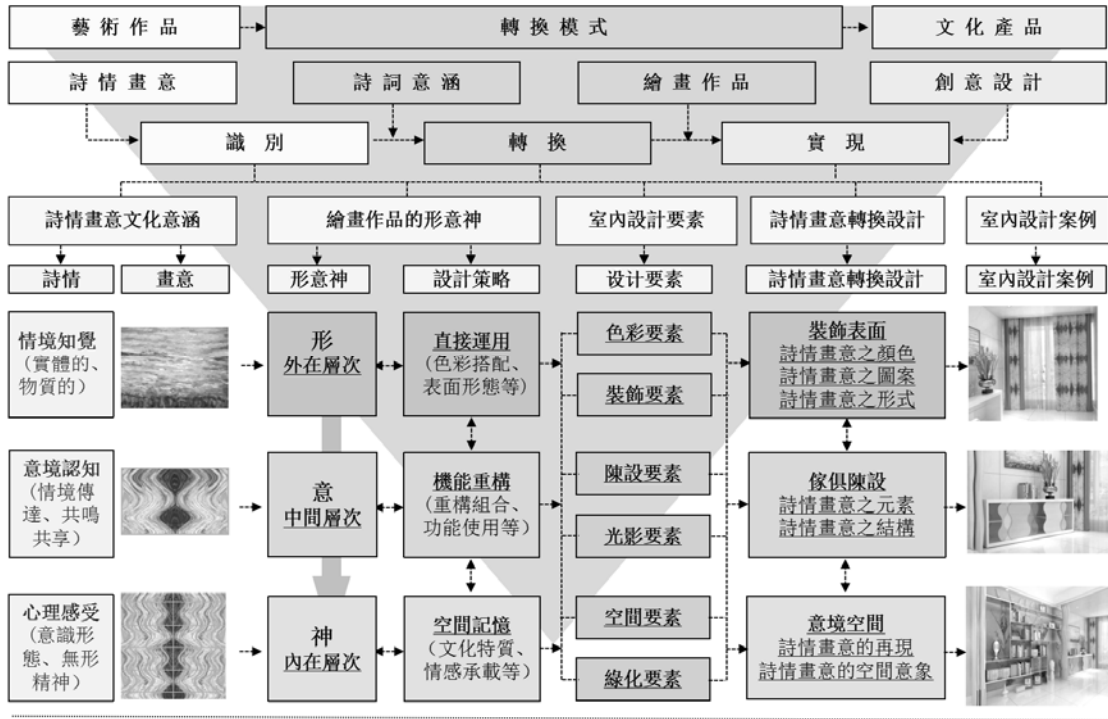 藝術作品
轉換模式
文化產品
詩情畫意
詩詞意涵
繪畫作品
創意設計
識別
轉換
實現
詩情畫意文化意涵
繪畫作品的形意神
室內設計要素
詩情畫意轉換設計
室內設計案例
詩情
畫意
形意神
設計策略
设计要素
詩情畫意轉換設計
室內設計案例
情境知覺
(實體的、
物質的)
形
外在層次
直接運用
(色彩搭配、
表面形態等)
色彩要素
裝飾要素
裝飾表面
詩情畫意之顏色
詩情畫意之圖案
詩情畫意之形式
意境認知
(情境傳
達、共鳴
共享)
意
中間層次
機能重構
(重構組合、
功能使用等)
陳設要素
光影要素
傢俱陳設
詩情畫意之元素
詩情畫意之結構
心理感受
(意識形
態、無形
精神)
神
內在層次
空間記憶
(文化特質、
情感承載等)
空間要素
綠化要素
意境空間
詩情畫意的再現
詩情畫意的空間意象